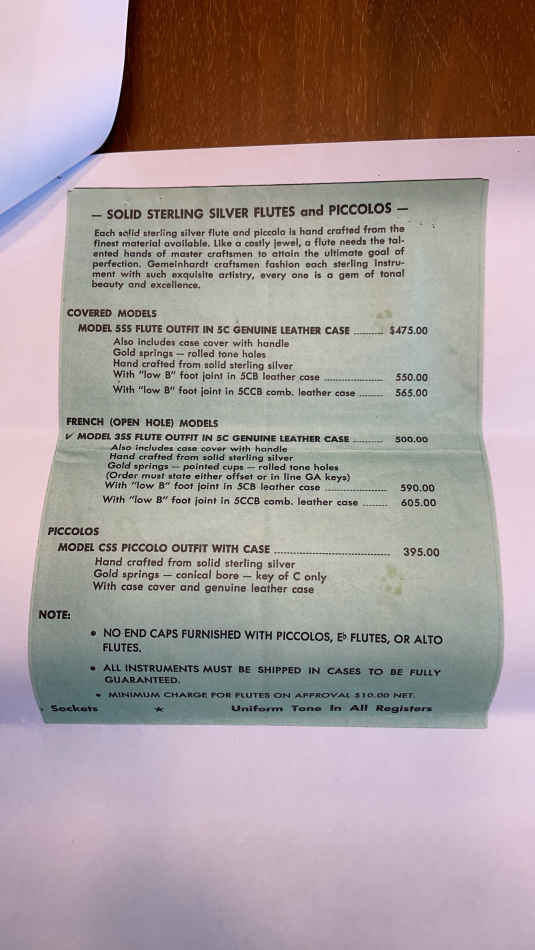 — SOLID STERLING SILVER FLUTES and PICCOLOS —
Each solid sterling silver flute and piccolo is hand crafted from the
finest material available. Like a costly jewel, a flute needs the tal-
ented hands of master craftsmen to attain the ultimate goal of
perfection. Gemeinhardt craftsmen fashion each sterling instru-
ment with such exquisite artistry, every one is a gem of tonal
beauty and excellence.
COVERED MODELS
MODEL 5SS FLUTE OUTFIT IN 5C GENUINE LEATHER CASE .......... $475.00
Also includes case cover with handle
Gold springs — rolled tone holes
Hand crafted from solid sterling silver
With "low B" foot joint in 5CB leather case .................... 550.00
With "low B" foot joint in 5CCB comb. leather case ........ 565.00
FRENCH (OPEN HOLE) MODELS
✓ MODEL 3SS FLUTE OUTFIT IN 5C GENUINE LEATHER CASE .......... 500.00
Also includes case cover with handle
Hand crafted from solid sterling silver
Gold springs — pointed cups — rolled tone holes
(Order must state either offset or in line GA keys)
With "low B" foot joint in 5CB leather case .................... 590.00
With "low B" foot joint in 5CCB comb. leather case ........ 605.00
PICCOLOS
MODEL CSS PICCOLO OUTFIT WITH CASE .................................. 395.00
Hand crafted from solid sterling silver
Gold springs — conical bore — key of C only
With case cover and genuine leather case
NOTE:
• NO END CAPS FURNISHED WITH PICCOLOS, E♭ FLUTES, OR ALTO
FLUTES.
• ALL INSTRUMENTS MUST BE SHIPPED IN CASES TO BE FULLY
GUARANTEED.
• MINIMUM CHARGE FOR FLUTES ON APPROVAL $10.00 NET.
Sockets ★ Uniform Tone In All Registers